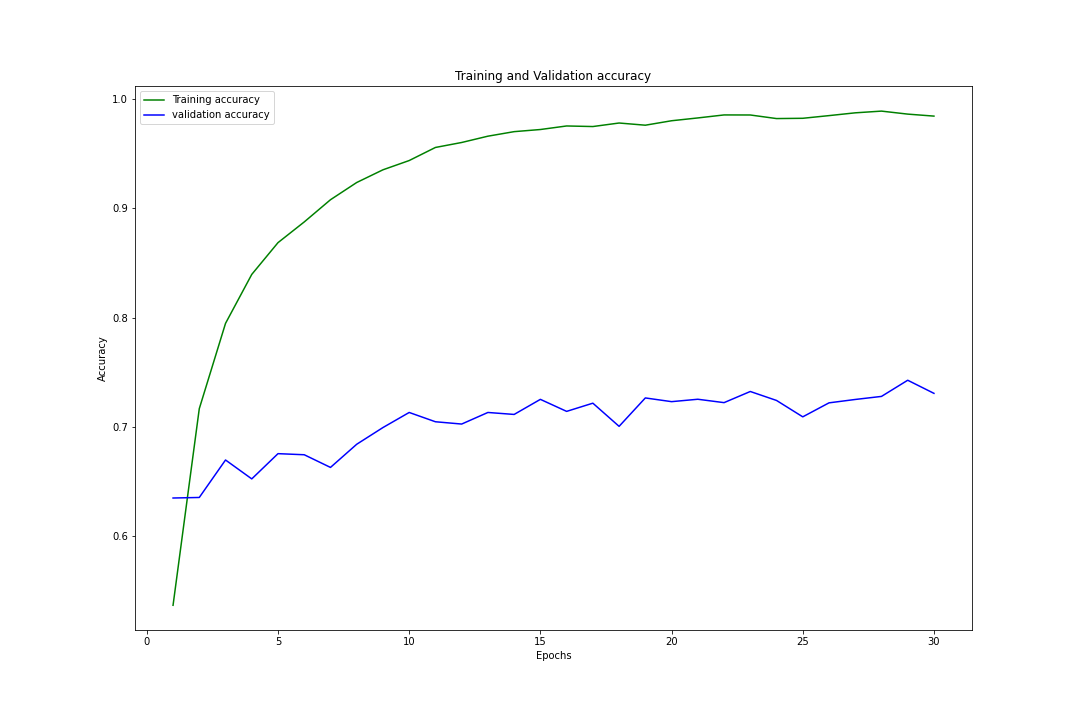 Training and Validation accuracy
Training accuracy
validation accuracy
1.0
0.9
0.8
0.7
0.6
Accuracy
0 5 10 15 20 25 30
Epochs